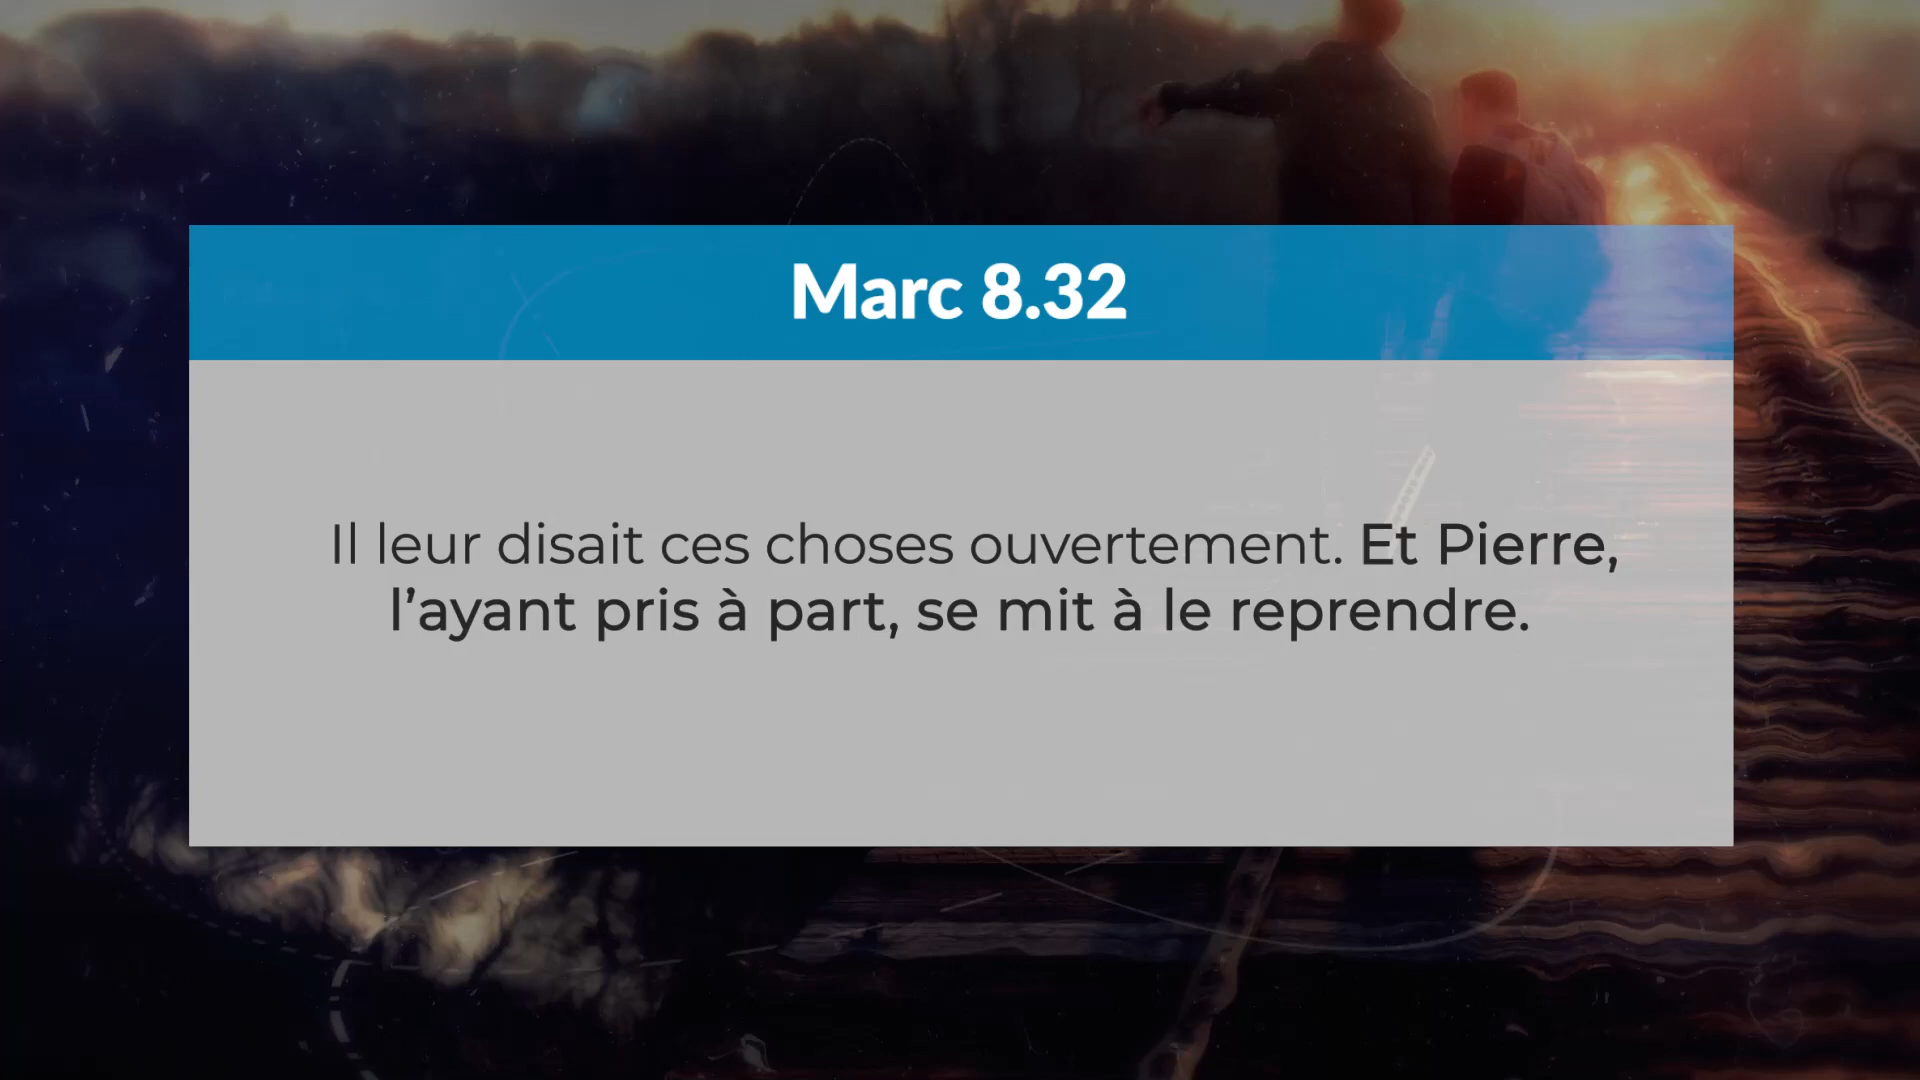 Marc 8.32
Il leur disait ces choses ouvertement. Et Pierre,
l’ayant pris à part, se mit à le reprendre.